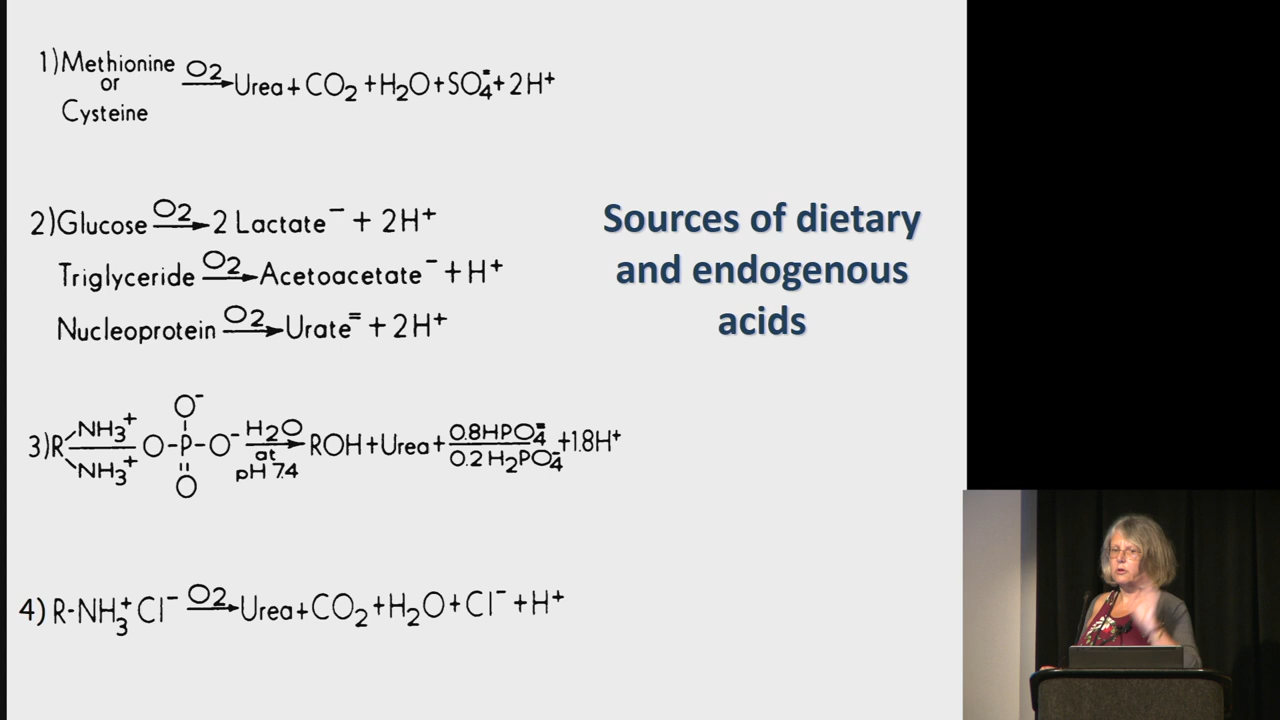 1) Methionine or Cysteine —O2→ Urea + CO2 + H2O + SO4= + 2H+
2) Glucose —O2→ 2 Lactate− + 2H+
Triglyceride —O2→ Acetoacetate− + H+
Nucleoprotein —O2→ Urate= + 2H+
3) R NH3+ NH3+ O-P-O− O− O —H2O at pH 7.4→ ROH + Urea + 0.8HPO4= / 0.2H2PO4− + 1.8H+
4) R-NH3+ Cl− —O2→ Urea + CO2 + H2O + Cl− + H+
Sources of dietary
and endogenous
acids